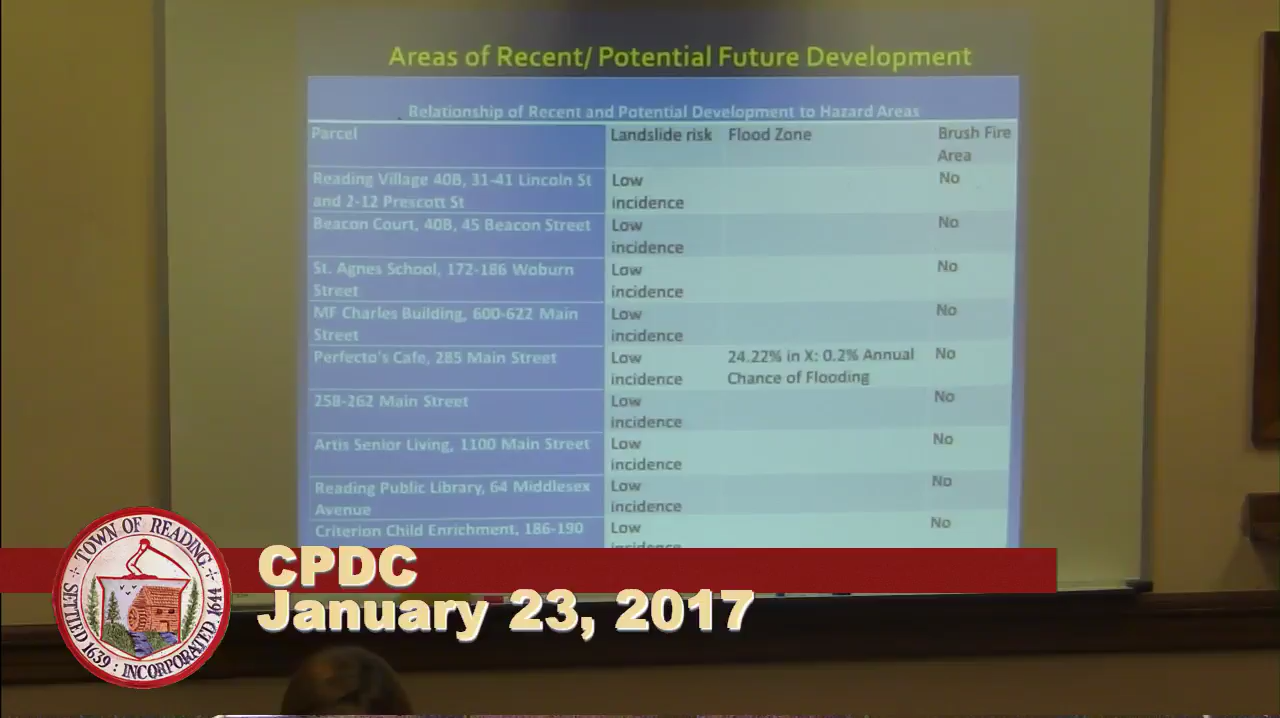 Areas of Recent/ Potential Future Development
Relationship of Recent and Potential Development to Hazard Areas
Parcel Landslide risk Flood Zone Brush Fire
Area
Reading Village 40B, 31-41 Lincoln St Low No
and 2-12 Prescott St incidence
Beacon Court, 40B, 45 Beacon Street Low No
incidence
St. Agnes School, 172-186 Woburn Low No
Street incidence
MF Charles Building, 600-622 Main Low No
Street incidence
Perfecto's Cafe, 285 Main Street Low 24.22% in X: 0.2% Annual No
incidence Chance of Flooding
258-262 Main Street Low No
incidence
Artis Senior Living, 1100 Main Street Low No
incidence
Reading Public Library, 64 Middlesex Low No
Avenue incidence
Criterion Child Enrichment, 186-190 Low No
CPDC
January 23, 2017
TOWN OF READING
SETTLED 1639 : INCORPORATED 1644